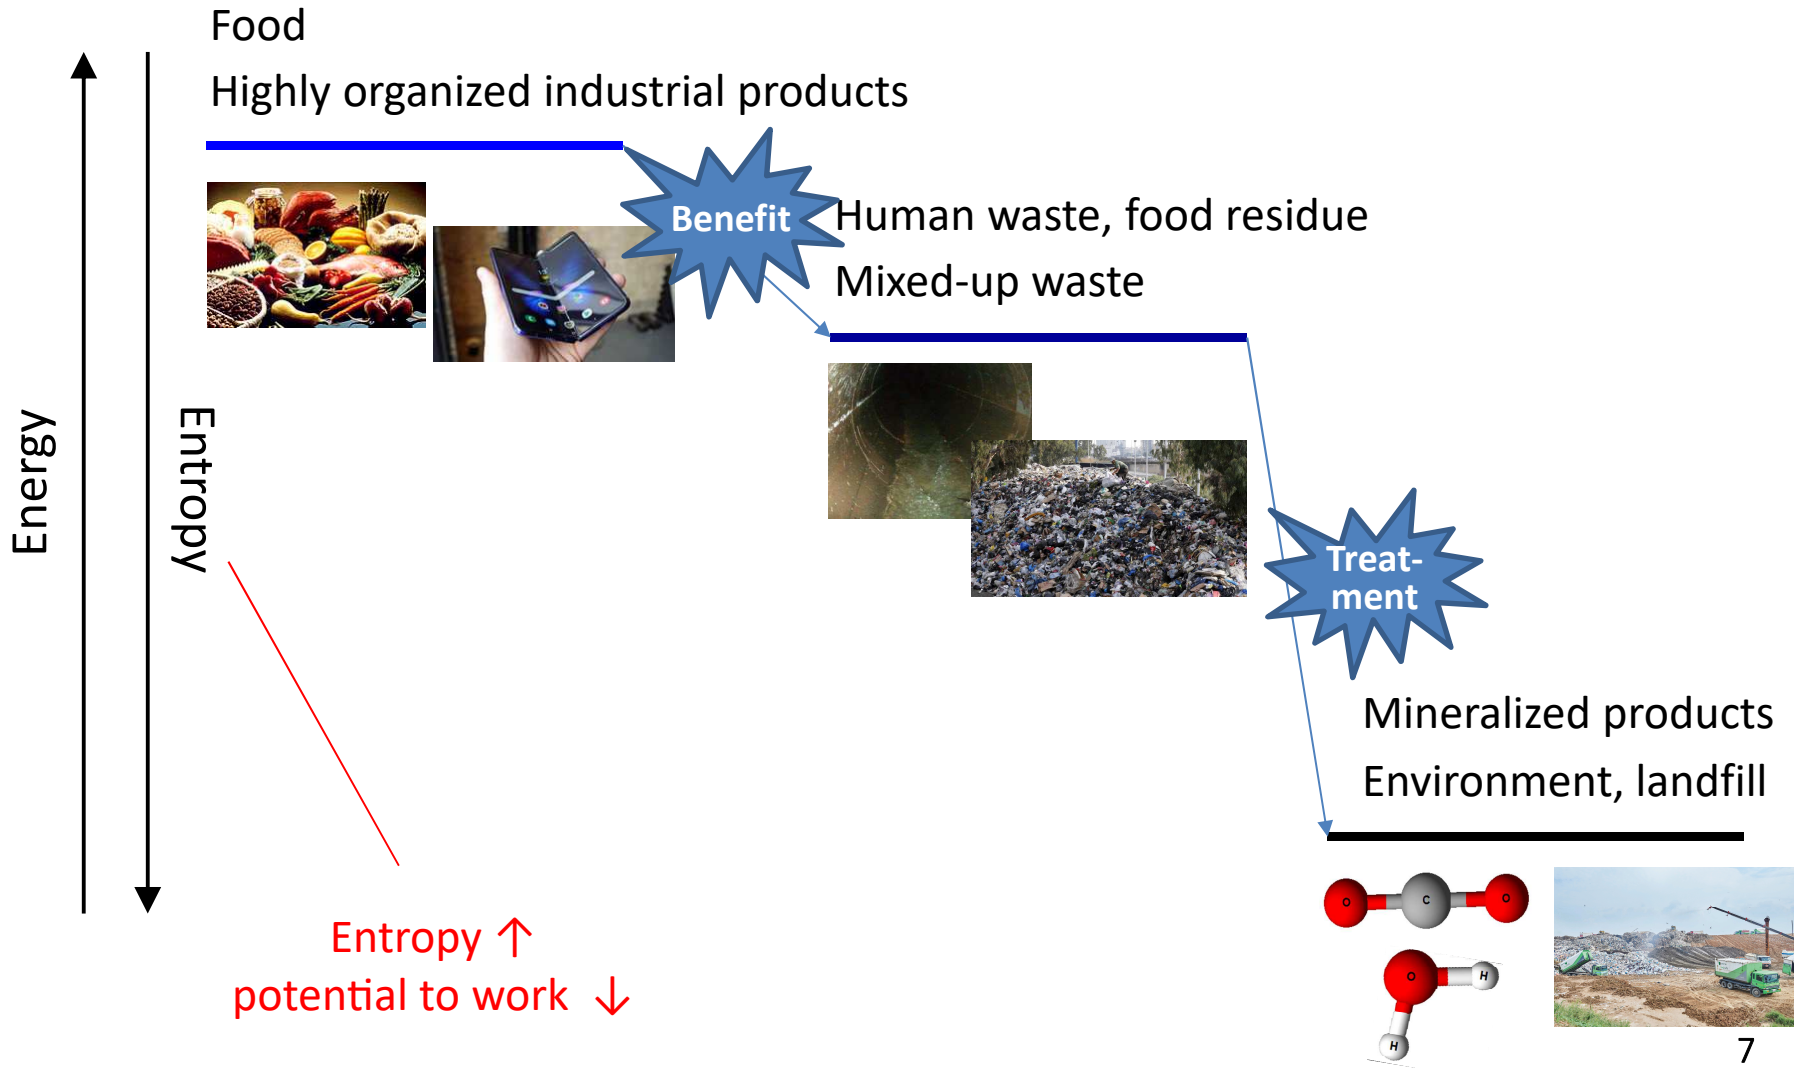 Food
Highly organized industrial products
Benefit
Human waste, food residue
Mixed-up waste
Energy
Entropy
Treat-
ment
Mineralized products
Environment, landfill
Entropy ↑
potential to work ↓
O C O
O H
H
7